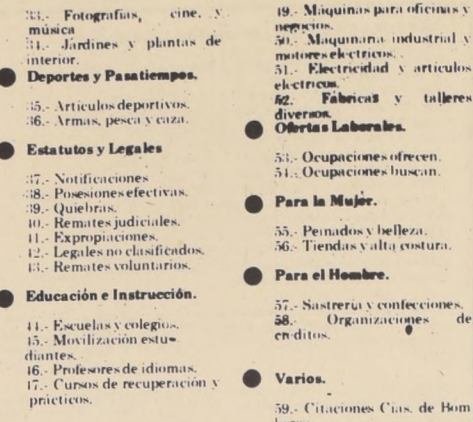 33.- Fotografías, cine, y
música
34.- Jardines y plantas de
interior.
Deportes y Pasatiempos.
35.- Artículos deportivos.
36.- Armas, pesca y caza.
Estatutos y Legales
37.- Notificaciones
38.- Posesiones efectivas.
39.- Quiebras.
40.- Remates judiciales.
41.- Expropiaciones.
42.- Legales no clasificados.
43.- Remates voluntarios.
Educación e Instrucción.
44.- Escuelas y colegios.
45.- Movilización estu-
diantes.
46.- Profesores de idiomas.
47.- Cursos de recuperación y
prácticos.
49.- Máquinas para oficinas y
negocios.
50.- Maquinaria industrial y
motores electricos.
51.- Electricidad y artículos
electricos.
52. Fábricas y talleres
diversos.
Ofertas Laborales.
53.- Ocupaciones ofrecen.
54.- Ocupaciones buscan.
Para la Mujer.
55.- Peinados y belleza.
56.- Tiendas y alta costura.
Para el Hombre.
57.- Sastrería y confecciones.
58.- Organizaciones de
creditos.
Varios.
59.- Citaciones Cías. de Bom